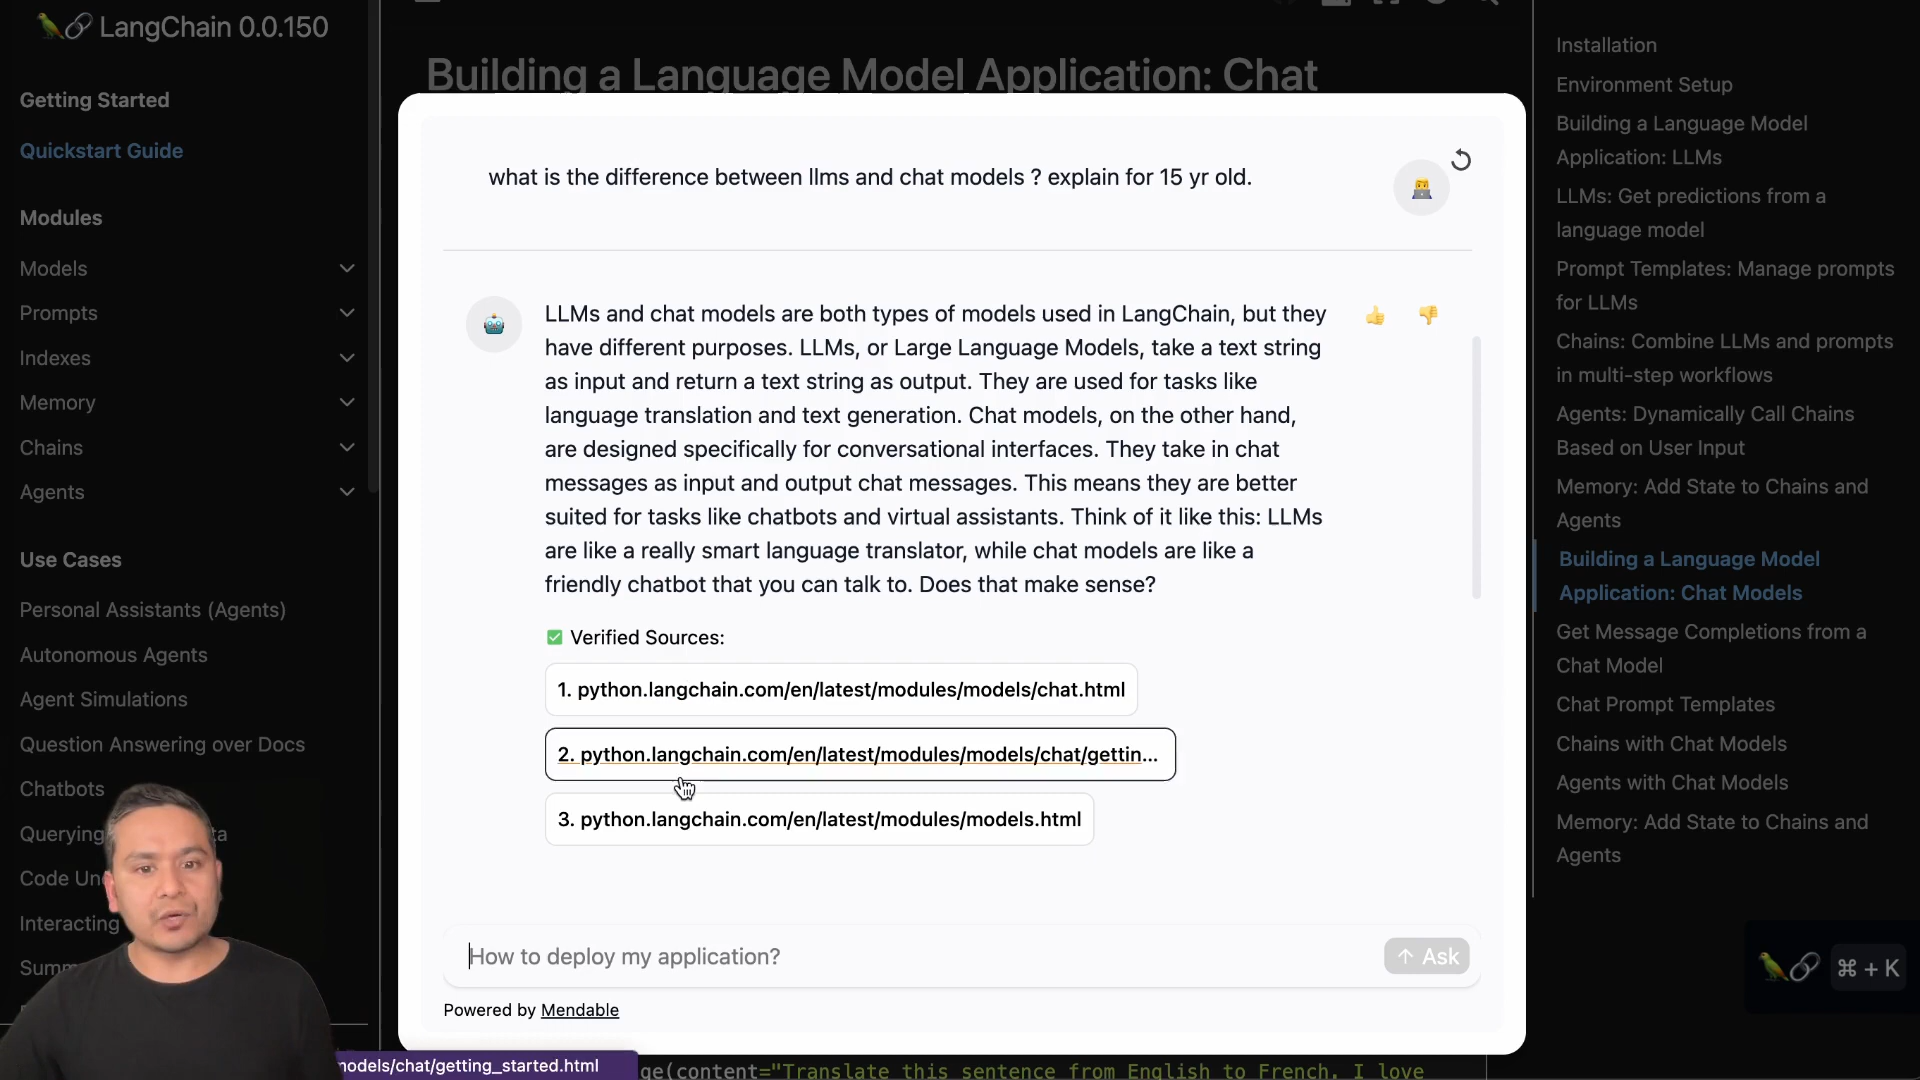 LangChain 0.0.150
Getting Started
Quickstart Guide
Modules
Models
Prompts
Indexes
Memory
Chains
Agents
Use Cases
Personal Assistants (Agents)
Autonomous Agents
Agent Simulations
Question Answering over Docs
Chatbots
Querying
Code
Interacting
Building a Language Model Application: Chat
what is the difference between llms and chat models ? explain for 15 yr old.
LLMs and chat models are both types of models used in LangChain, but they
have different purposes. LLMs, or Large Language Models, take a text string
as input and return a text string as output. They are used for tasks like
language translation and text generation. Chat models, on the other hand,
are designed specifically for conversational interfaces. They take in chat
messages as input and output chat messages. This means they are better
suited for tasks like chatbots and virtual assistants. Think of it like this: LLMs
are like a really smart language translator, while chat models are like a
friendly chatbot that you can talk to. Does that make sense?
✅ Verified Sources:
1. python.langchain.com/en/latest/modules/models/chat.html
2. python.langchain.com/en/latest/modules/models/chat/gettin...
3. python.langchain.com/en/latest/modules/models.html
How to deploy my application?
↑ Ask
Powered by Mendable
models/chat/getting_started.html
ge(content="Translate this sentence from English to French. I love
Installation
Environment Setup
Building a Language Model
Application: LLMs
LLMs: Get predictions from a
language model
Prompt Templates: Manage prompts
for LLMs
Chains: Combine LLMs and prompts
in multi-step workflows
Agents: Dynamically Call Chains
Based on User Input
Memory: Add State to Chains and
Agents
Building a Language Model
Application: Chat Models
Get Message Completions from a
Chat Model
Chat Prompt Templates
Chains with Chat Models
Agents with Chat Models
Memory: Add State to Chains and
Agents
⌘ + K